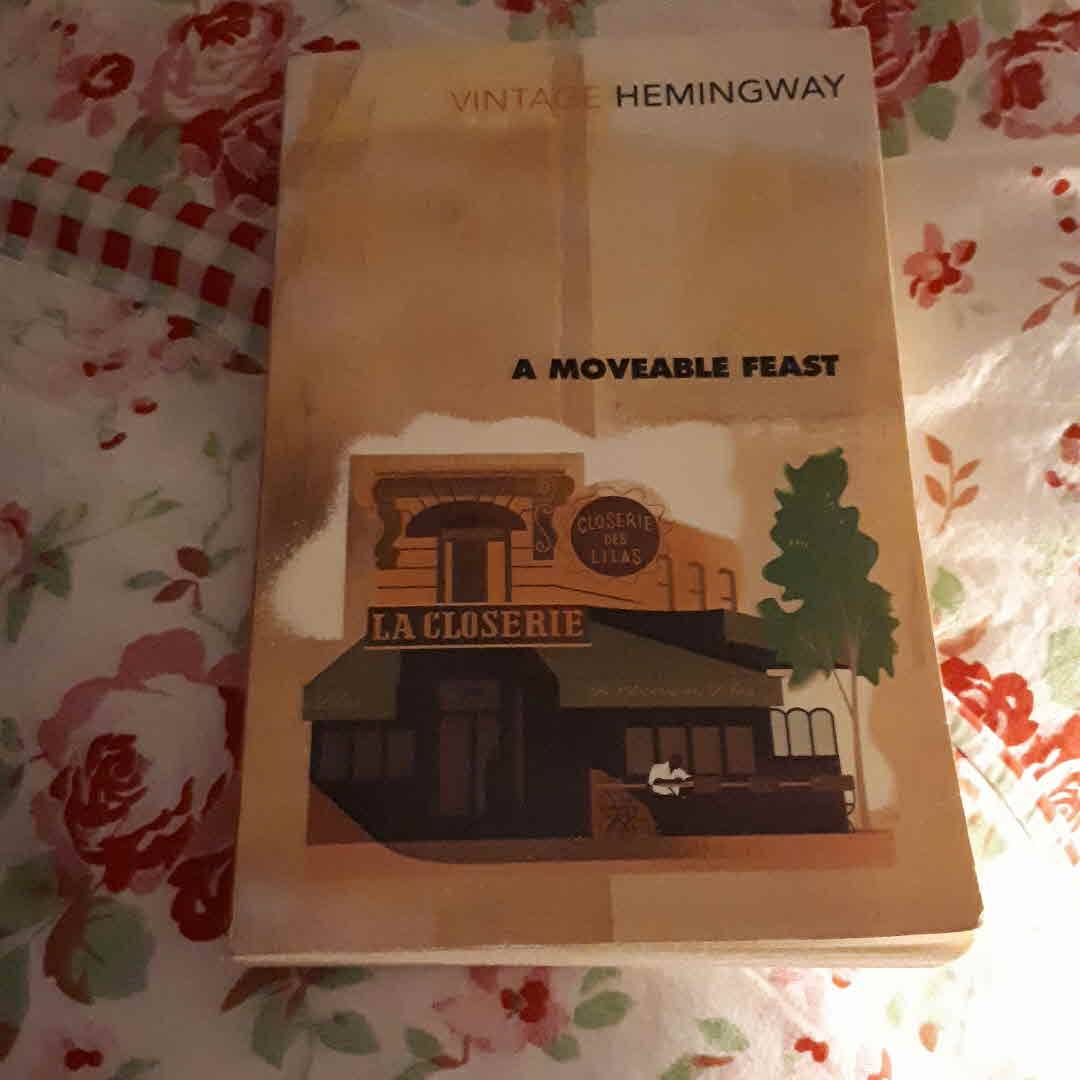 VINTAGE HEMINGWAY
A MOVEABLE FEAST
CLOSERIE
DES
LILAS
LA CLOSERIE